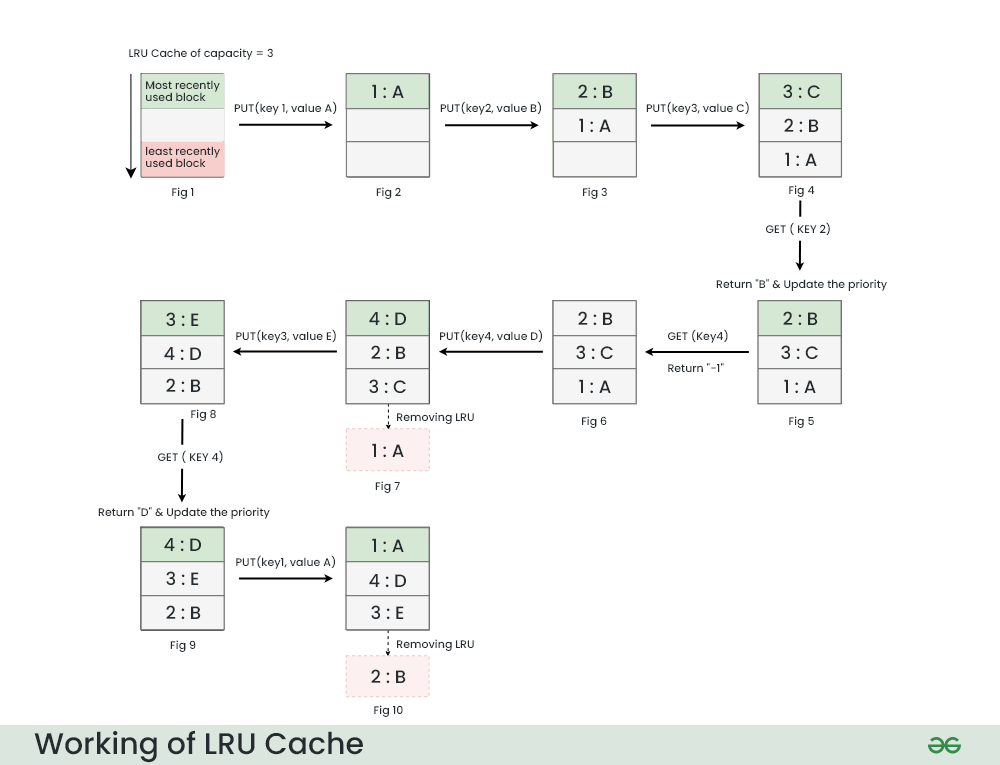 LRU Cache of capacity = 3
Most recently
used block
least recently
used block
Fig 1
PUT(key 1, value A)
1 : A
Fig 2
PUT(key2, value B)
2 : B
1 : A
Fig 3
PUT(key3, value C)
3 : C
2 : B
1 : A
Fig 4
GET ( KEY 2)
Return "B" & Update the priority
2 : B
3 : C
1 : A
Fig 5
GET (Key4)
Return "-1"
2 : B
3 : C
1 : A
Fig 6
PUT(key4, value D)
4 : D
2 : B
3 : C
Removing LRU
1 : A
Fig 7
PUT(key3, value E)
3 : E
4 : D
2 : B
Fig 8
GET ( KEY 4)
Return "D" & Update the priority
4 : D
3 : E
2 : B
Fig 9
PUT(key1, value A)
1 : A
4 : D
3 : E
Removing LRU
2 : B
Fig 10
Working of LRU Cache